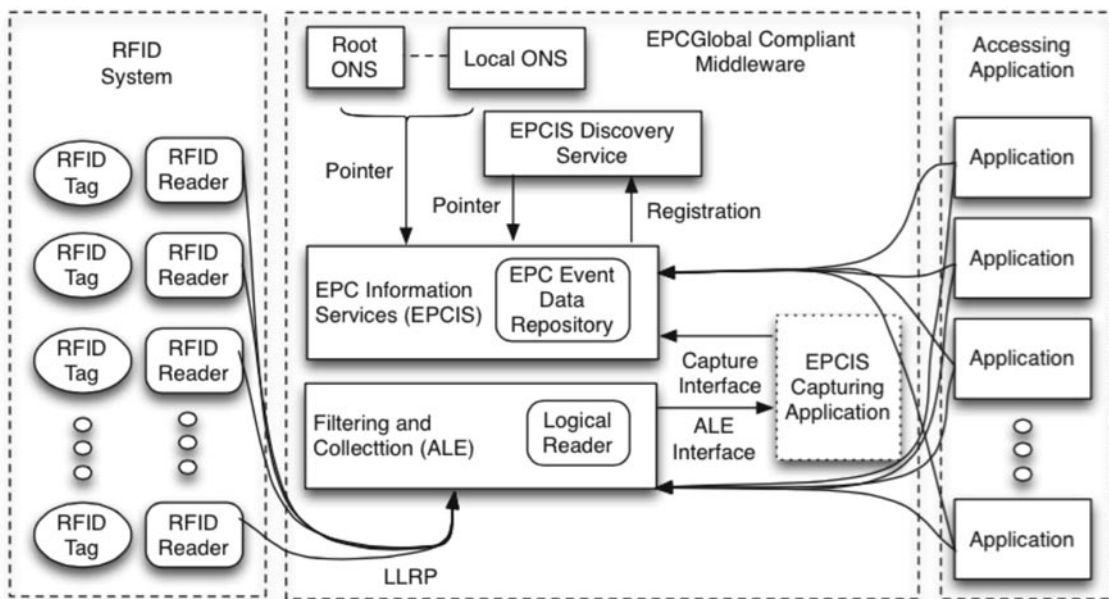 RFID
System
RFID
Tag
RFID
Reader
RFID
Tag
RFID
Reader
RFID
Tag
RFID
Reader
RFID
Tag
RFID
Reader
LLRP
EPCGlobal Compliant
Middleware
Root
ONS
Local ONS
EPCIS Discovery
Service
Pointer
Pointer
Registration
EPC Information
Services (EPCIS)
EPC Event
Data
Repository
Capture
Interface
EPCIS
Capturing
Application
Filtering and
Collecttion (ALE)
Logical
Reader
ALE
Interface
Accessing
Application
Application
Application
Application
Application